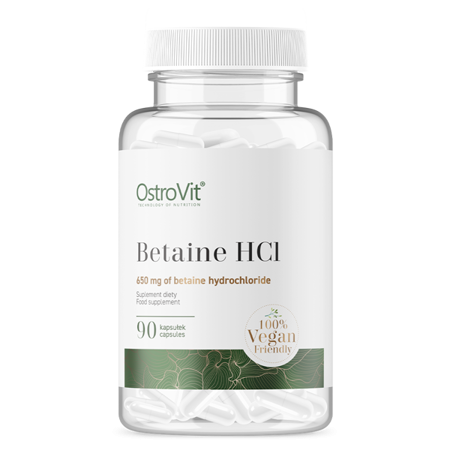 OstroVit®
TECHNOLOGY OF NUTRITION
Betaine HCl
650 mg of betaine hydrochloride
Suplement diety
Food supplement
90 kapsułek
capsules
100%
Vegan
Friendly